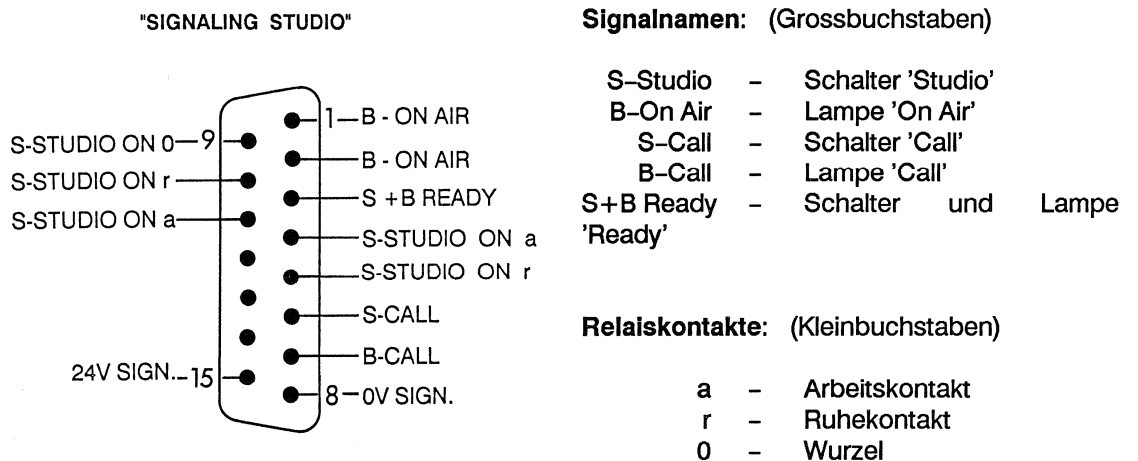 "SIGNALING STUDIO"
1 B - ON AIR
B - ON AIR
S + B READY
S-STUDIO ON a
S-STUDIO ON r
S-CALL
B-CALL
8 0V SIGN.
S-STUDIO ON 0 9
S-STUDIO ON r
S-STUDIO ON a
24V SIGN. 15
Signalnamen: (Grossbuchstaben)
S–Studio – Schalter 'Studio'
B–On Air – Lampe 'On Air'
S–Call – Schalter 'Call'
B–Call – Lampe 'Call'
S+B Ready – Schalter und Lampe
'Ready'
Relaiskontakte: (Kleinbuchstaben)
a – Arbeitskontakt
r – Ruhekontakt
0 – Wurzel